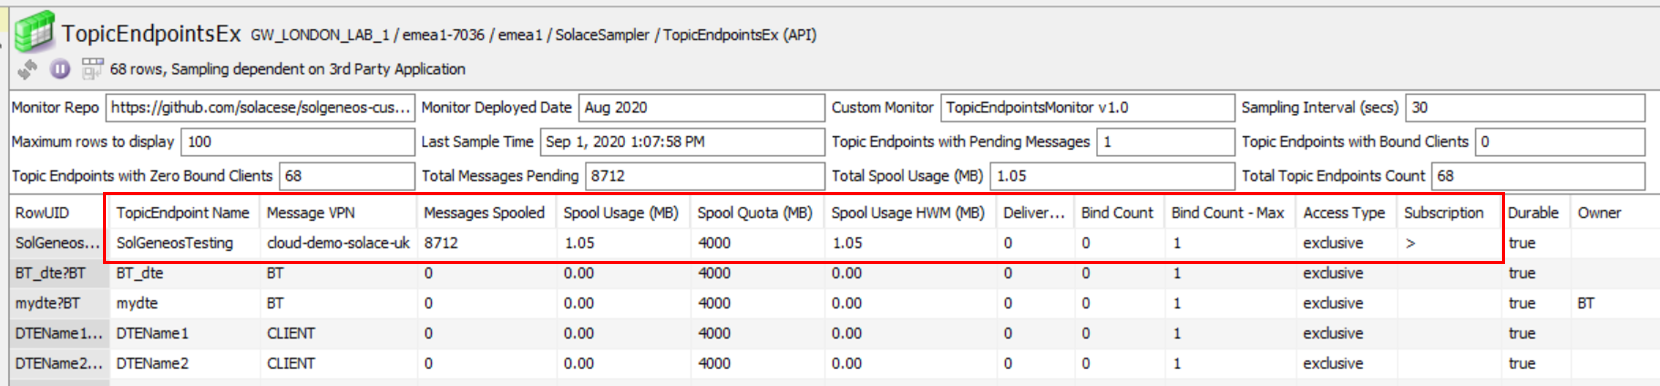 TopicEndpointsEx GW_LONDON_LAB_1 / emea1-7036 / emea1 / SolaceSampler / TopicEndpointsEx (API)
68 rows, Sampling dependent on 3rd Party Application
Monitor Repo https://github.com/solacese/solgeneos-cus... Monitor Deployed Date Aug 2020 Custom Monitor TopicEndpointsMonitor v1.0 Sampling Interval (secs) 30
Maximum rows to display 100 Last Sample Time Sep 1, 2020 1:07:58 PM Topic Endpoints with Pending Messages 1 Topic Endpoints with Bound Clients 0
Topic Endpoints with Zero Bound Clients 68 Total Messages Pending 8712 Total Spool Usage (MB) 1.05 Total Topic Endpoints Count 68
RowUID TopicEndpoint Name Message VPN Messages Spooled Spool Usage (MB) Spool Quota (MB) Spool Usage HWM (MB) Deliver... Bind Count Bind Count - Max Access Type Subscription Durable Owner
SolGeneos... SolGeneosTesting cloud-demo-solace-uk 8712 1.05 4000 1.05 0 0 1 exclusive > true
BT_dte?BT BT_dte BT 0 0.00 4000 0.00 0 0 1 exclusive true
mydte?BT mydte BT 0 0.00 4000 0.00 0 0 1 exclusive true BT
DTEName1... DTEName1 CLIENT 0 0.00 4000 0.00 0 0 1 exclusive true
DTEName2... DTEName2 CLIENT 0 0.00 4000 0.00 0 0 1 exclusive true